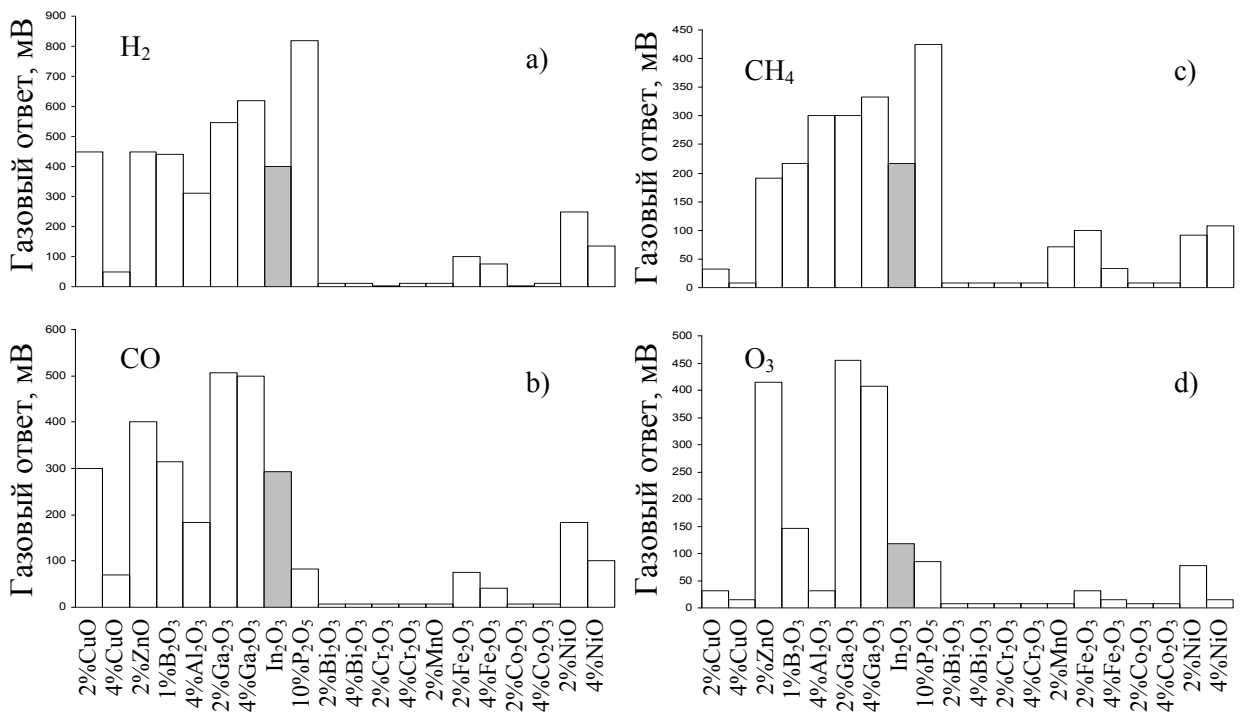 Газовый ответ, мВ
900
800
700
600
500
400
300
200
100
0
H₂
a)
Газовый ответ, мВ
450
400
350
300
250
200
150
100
50
0
CH₄
c)
Газовый ответ, мВ
600
500
400
300
200
100
0
CO
b)
2%CuO
4%CuO
2%ZnO
1%B₂O₃
4%Al₂O₃
2%Ga₂O₃
4%Ga₂O₃
In₂O₃
10%P₂O₅
2%Bi₂O₃
4%Bi₂O₃
2%Cr₂O₃
4%Cr₂O₃
2%MnO
2%Fe₂O₃
4%Fe₂O₃
2%Co₂O₃
4%Co₂O₃
2%NiO
4%NiO
Газовый ответ, мВ
500
450
400
350
300
250
200
150
100
50
0
O₃
d)
2%CuO
4%CuO
2%ZnO
1%B₂O₃
4%Al₂O₃
2%Ga₂O₃
4%Ga₂O₃
In₂O₃
10%P₂O₅
2%Bi₂O₃
4%Bi₂O₃
2%Cr₂O₃
4%Cr₂O₃
2%MnO
2%Fe₂O₃
4%Fe₂O₃
2%Co₂O₃
4%Co₂O₃
2%NiO
4%NiO